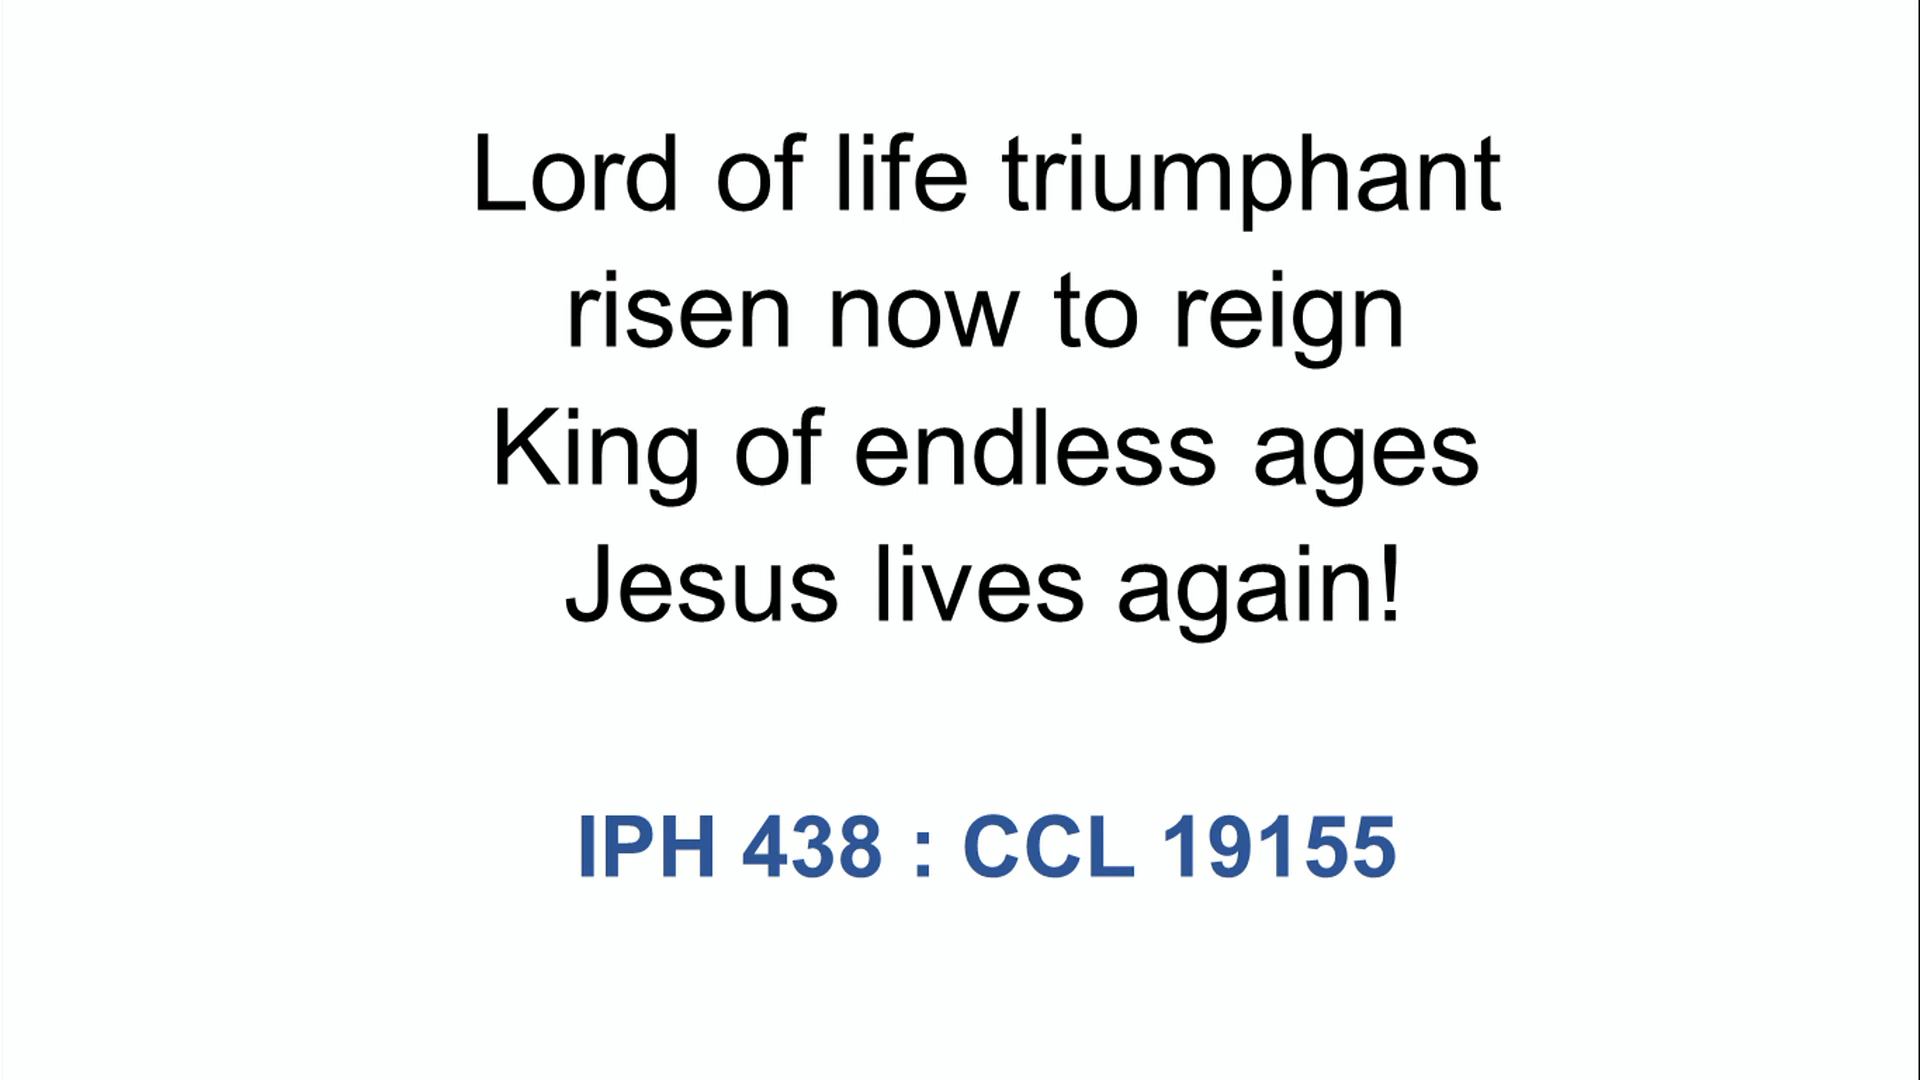 Lord of life triumphant
risen now to reign
King of endless ages
Jesus lives again!
IPH 438 : CCL 19155